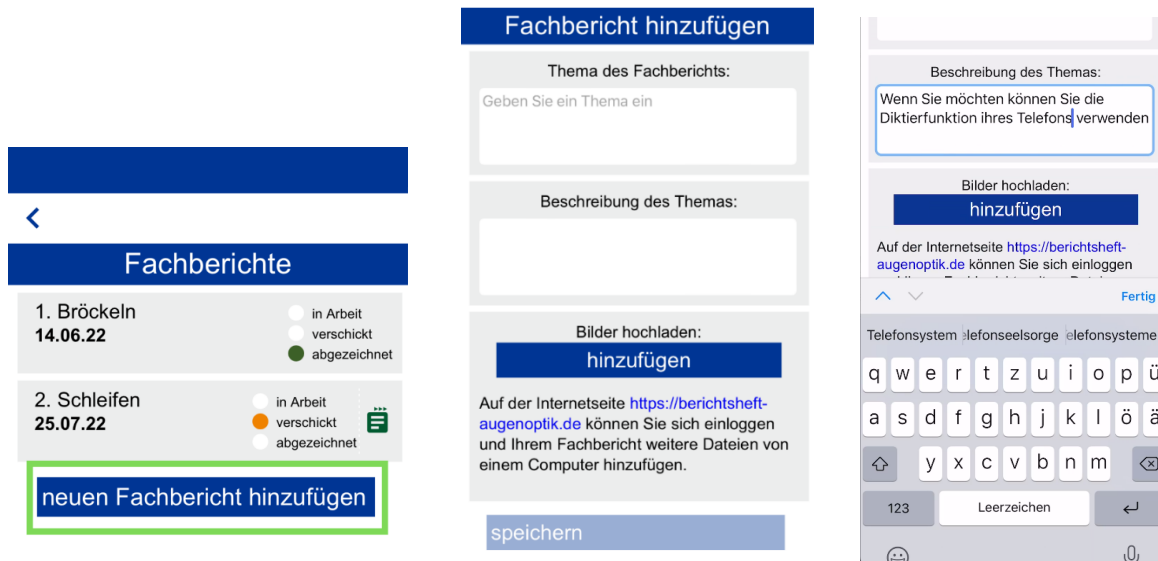 Fachberichte
1. Bröckeln
14.06.22
in Arbeit
verschickt
abgezeichnet
2. Schleifen
25.07.22
in Arbeit
verschickt
abgezeichnet
neuen Fachbericht hinzufügen
Fachbericht hinzufügen
Thema des Fachberichts:
Geben Sie ein Thema ein
Beschreibung des Themas:
Bilder hochladen:
hinzufügen
Auf der Internetseite https://berichtsheft-
augenoptik.de können Sie sich einloggen
und Ihrem Fachbericht weitere Dateien von
einem Computer hinzufügen.
speichern
Beschreibung des Themas:
Wenn Sie möchten können Sie die
Diktierfunktion ihres Telefons verwenden
Bilder hochladen:
hinzufügen
Auf der Internetseite https://berichtsheft-
augenoptik.de können Sie sich einloggen
Fertig
Telefonsystem elefonseelsorge elefonsysteme
q w e r t z u i o p ü
a s d f g h j k l ö ä
y x c v b n m
123 Leerzeichen